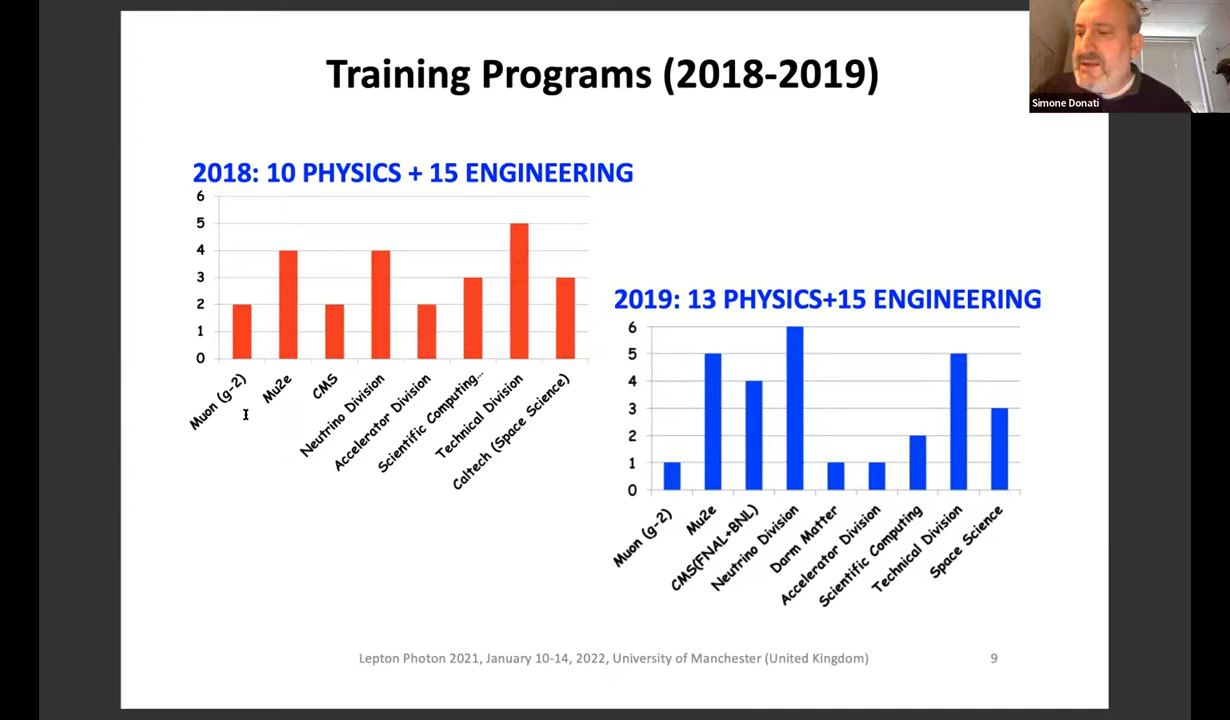 Training Programs (2018-2019)
Simone Donati
2018: 10 PHYSICS + 15 ENGINEERING
6
5
4
3
2
1
0
Muon (g-2)
Mu2e
CMS
Neutrino Division
Accelerator Division
Scientific Computing...
Technical Division
Caltech (Space Science)
2019: 13 PHYSICS+15 ENGINEERING
6
5
4
3
2
1
0
Muon (g-2)
Mu2e
CMS(FNAL+BNL)
Neutrino Division
Darm Matter
Accelerator Division
Scientific Computing
Technical Division
Space Science
Lepton Photon 2021, January 10-14, 2022, University of Manchester (United Kingdom)
9